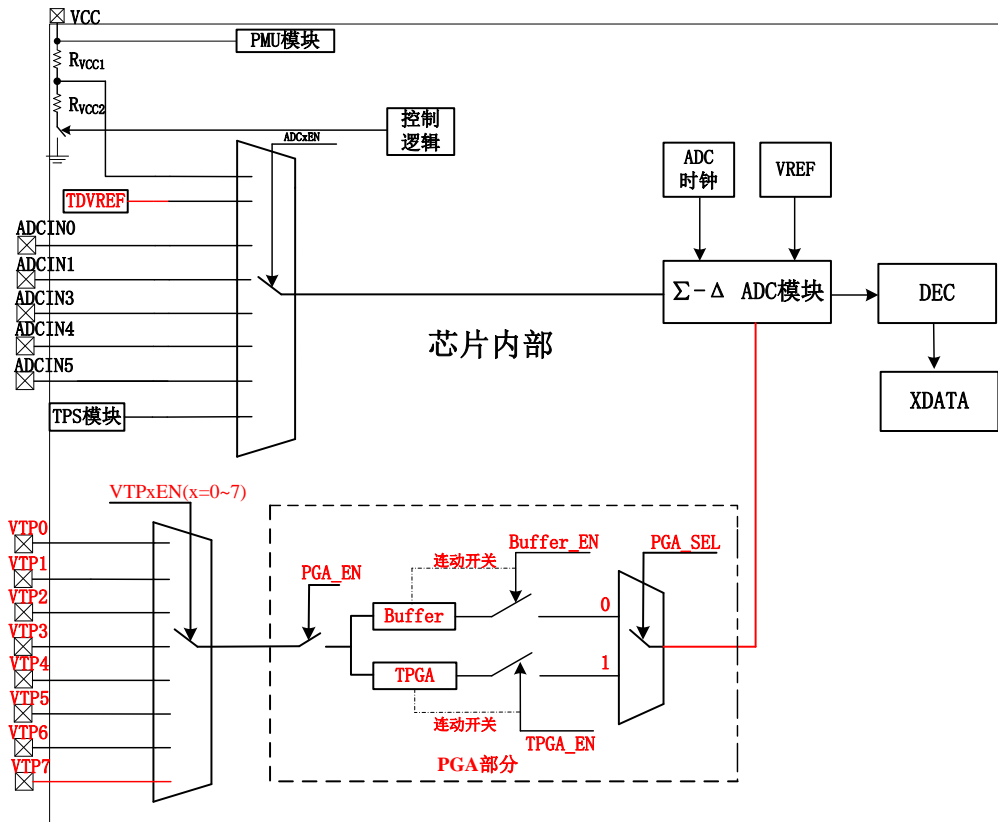 VCC
PMU模块
RVCC1
RVCC2
控制
逻辑
ADCxEN
ADC
时钟
VREF
TDVREF
ADCIN0
ADCIN1
ADCIN3
ADCIN4
ADCIN5
TPS模块
Σ-Δ ADC模块
DEC
XDATA
芯片内部
VTPxEN(x=0~7)
VTP0
VTP1
VTP2
VTP3
VTP4
VTP5
VTP6
VTP7
PGA_EN
连动开关
Buffer_EN
PGA_SEL
Buffer
0
TPGA
1
连动开关
TPGA_EN
PGA部分